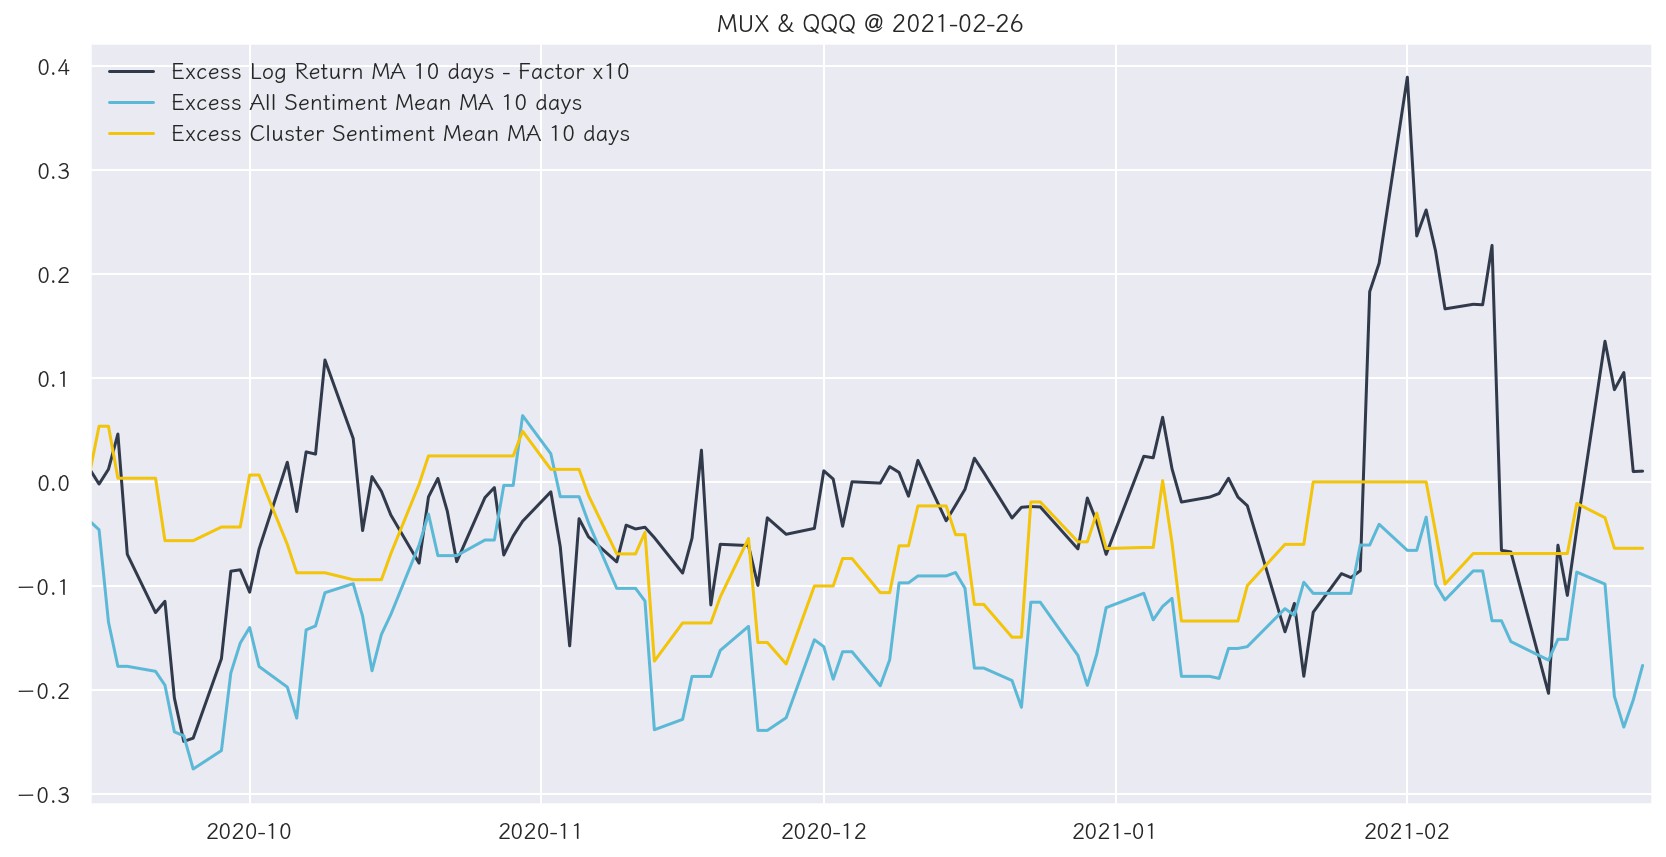 MUX & QQQ @ 2021-02-26
Excess Log Return MA 10 days - Factor x10
Excess All Sentiment Mean MA 10 days
Excess Cluster Sentiment Mean MA 10 days
0.4
0.3
0.2
0.1
0.0
−0.1
−0.2
−0.3
2020-10 2020-11 2020-12 2021-01 2021-02